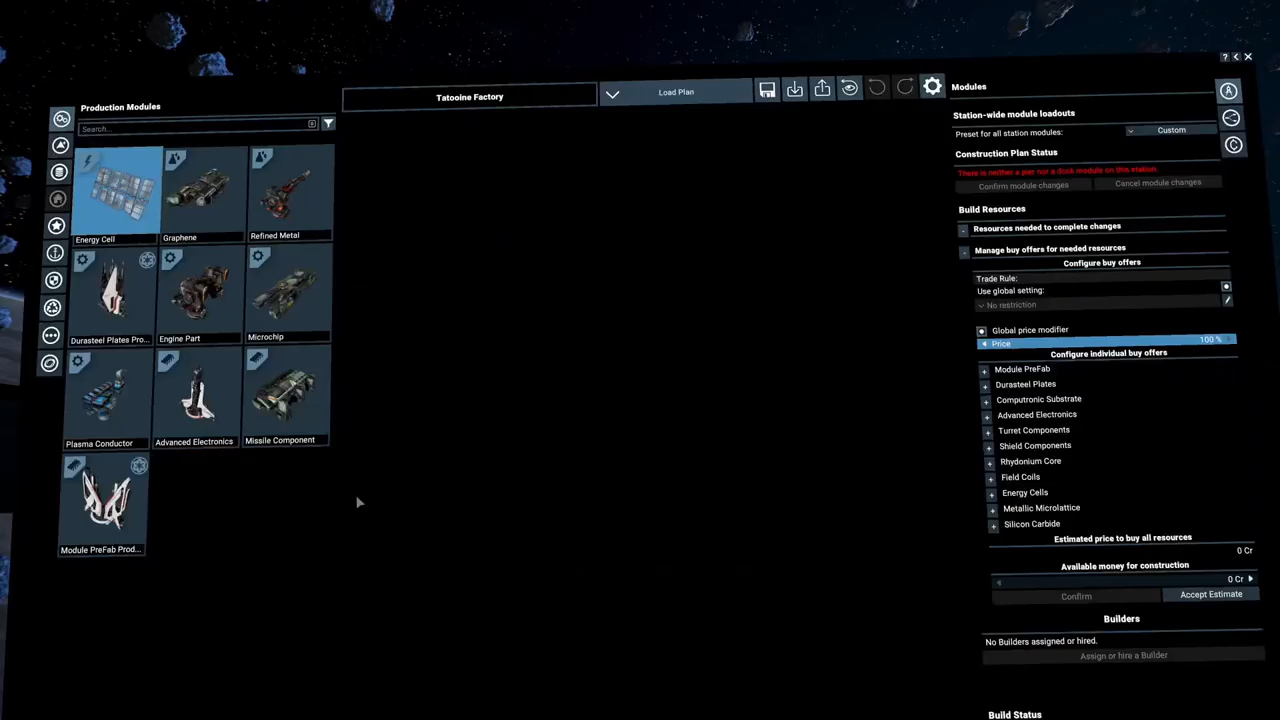 Production Modules
Search...
Energy Cell
Graphene
Refined Metal
Durasteel Plates Pro...
Engine Part
Microchip
Plasma Conductor
Advanced Electronics
Missile Component
Module PreFab Prod...
Tatooine Factory
Load Plan
Modules
Station-wide module loadouts
Preset for all station modules:
Custom
Construction Plan Status
There is neither a pier nor a dock module on this station.
Confirm module changes
Cancel module changes
Build Resources
Resources needed to complete changes
Manage buy offers for needed resources
Configure buy offers
Trade Rule:
Use global setting:
No restriction
Global price modifier
Price 100 %
Configure individual buy offers
Module PreFab
Durasteel Plates
Computronic Substrate
Advanced Electronics
Turret Components
Shield Components
Rhydonium Core
Field Coils
Energy Cells
Metallic Microlattice
Silicon Carbide
Estimated price to buy all resources
0 Cr
Available money for construction
0 Cr
Confirm
Accept Estimate
Builders
No Builders assigned or hired.
Assign or hire a Builder
Build Status